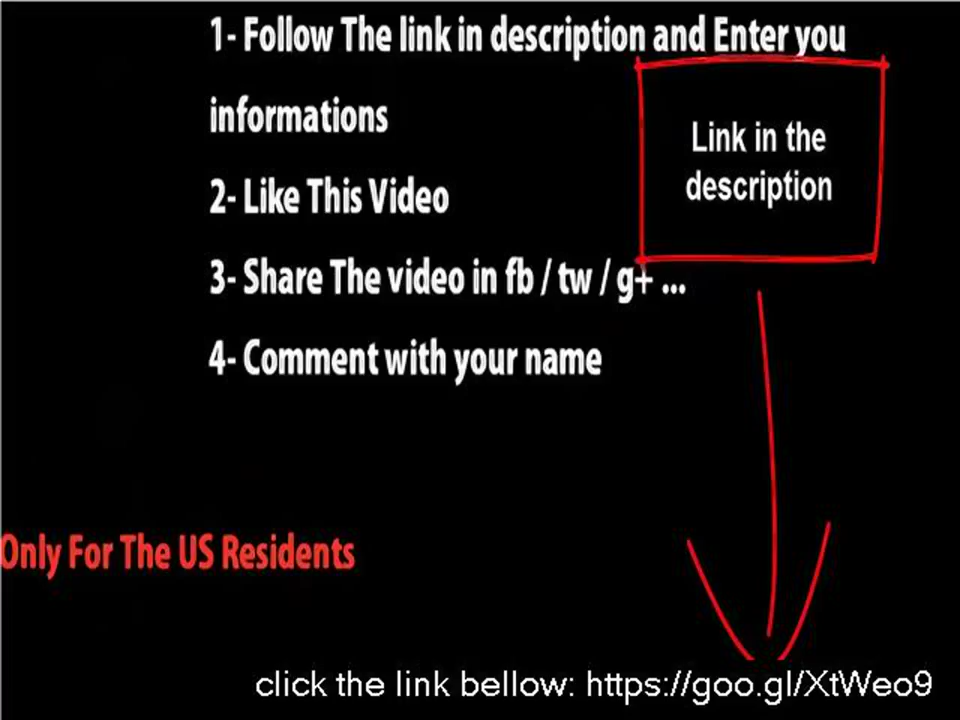 1- Follow The link in description and Enter you
informations
Link in the
description
2- Like This Video
3- Share The video in fb / tw / g+ ...
4- Comment with your name
Only For The US Residents
click the link bellow: https://goo.gl/XtWeo9